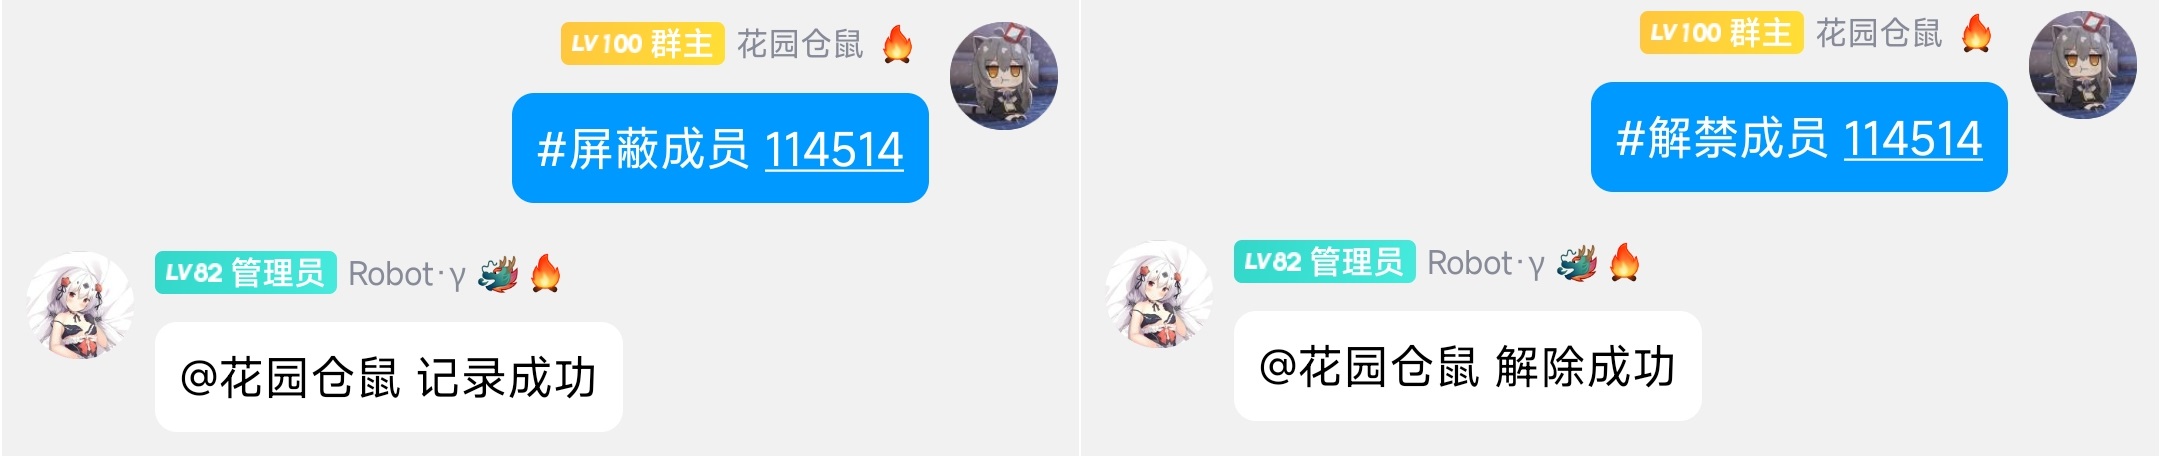 LV100 群主 花园仓鼠
#屏蔽成员 114514
LV82 管理员 Robot·γ
@花园仓鼠 记录成功
LV100 群主 花园仓鼠
#解禁成员 114514
LV82 管理员 Robot·γ
@花园仓鼠 解除成功